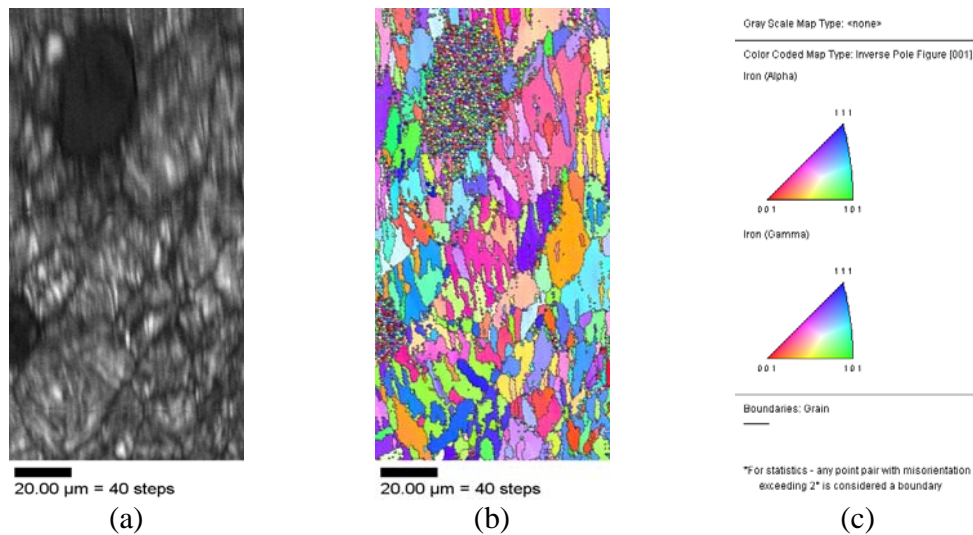 Gray Scale Map Type: <none>
Color Coded Map Type: Inverse Pole Figure [001]
Iron (Alpha)
111
001 101
Iron (Gamma)
111
001 101
Boundaries: Grain
*For statistics - any point pair with misorientation
exceeding 2° is considered a boundary
20.00 µm = 40 steps 20.00 µm = 40 steps
(a) (b) (c)